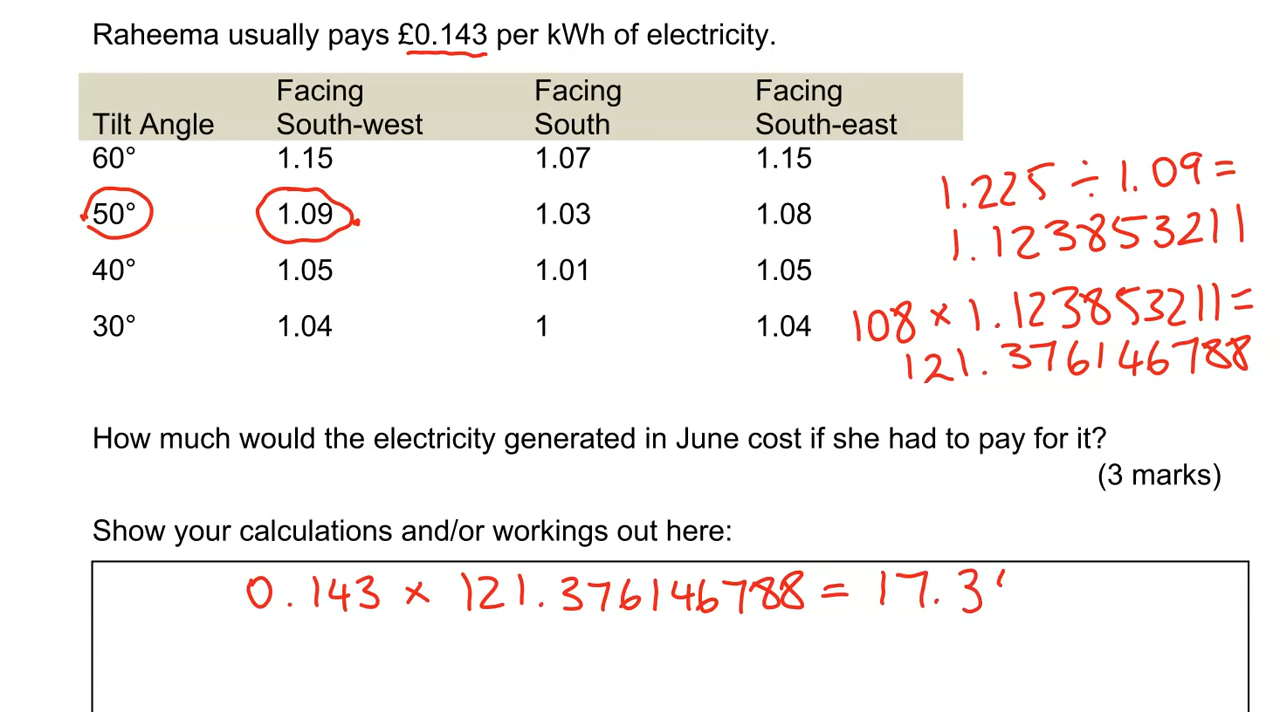 Raheema usually pays £0.143 per kWh of electricity.
Tilt Angle Facing South-west Facing South Facing South-east
60° 1.15 1.07 1.15
50° 1.09 1.03 1.08
40° 1.05 1.01 1.05
30° 1.04 1 1.04
1.225 ÷ 1.09 =
1.123853211
108 × 1.123853211 =
121.376146788
How much would the electricity generated in June cost if she had to pay for it?
(3 marks)
Show your calculations and/or workings out here:
0.143 × 121.376146788 = 17.3